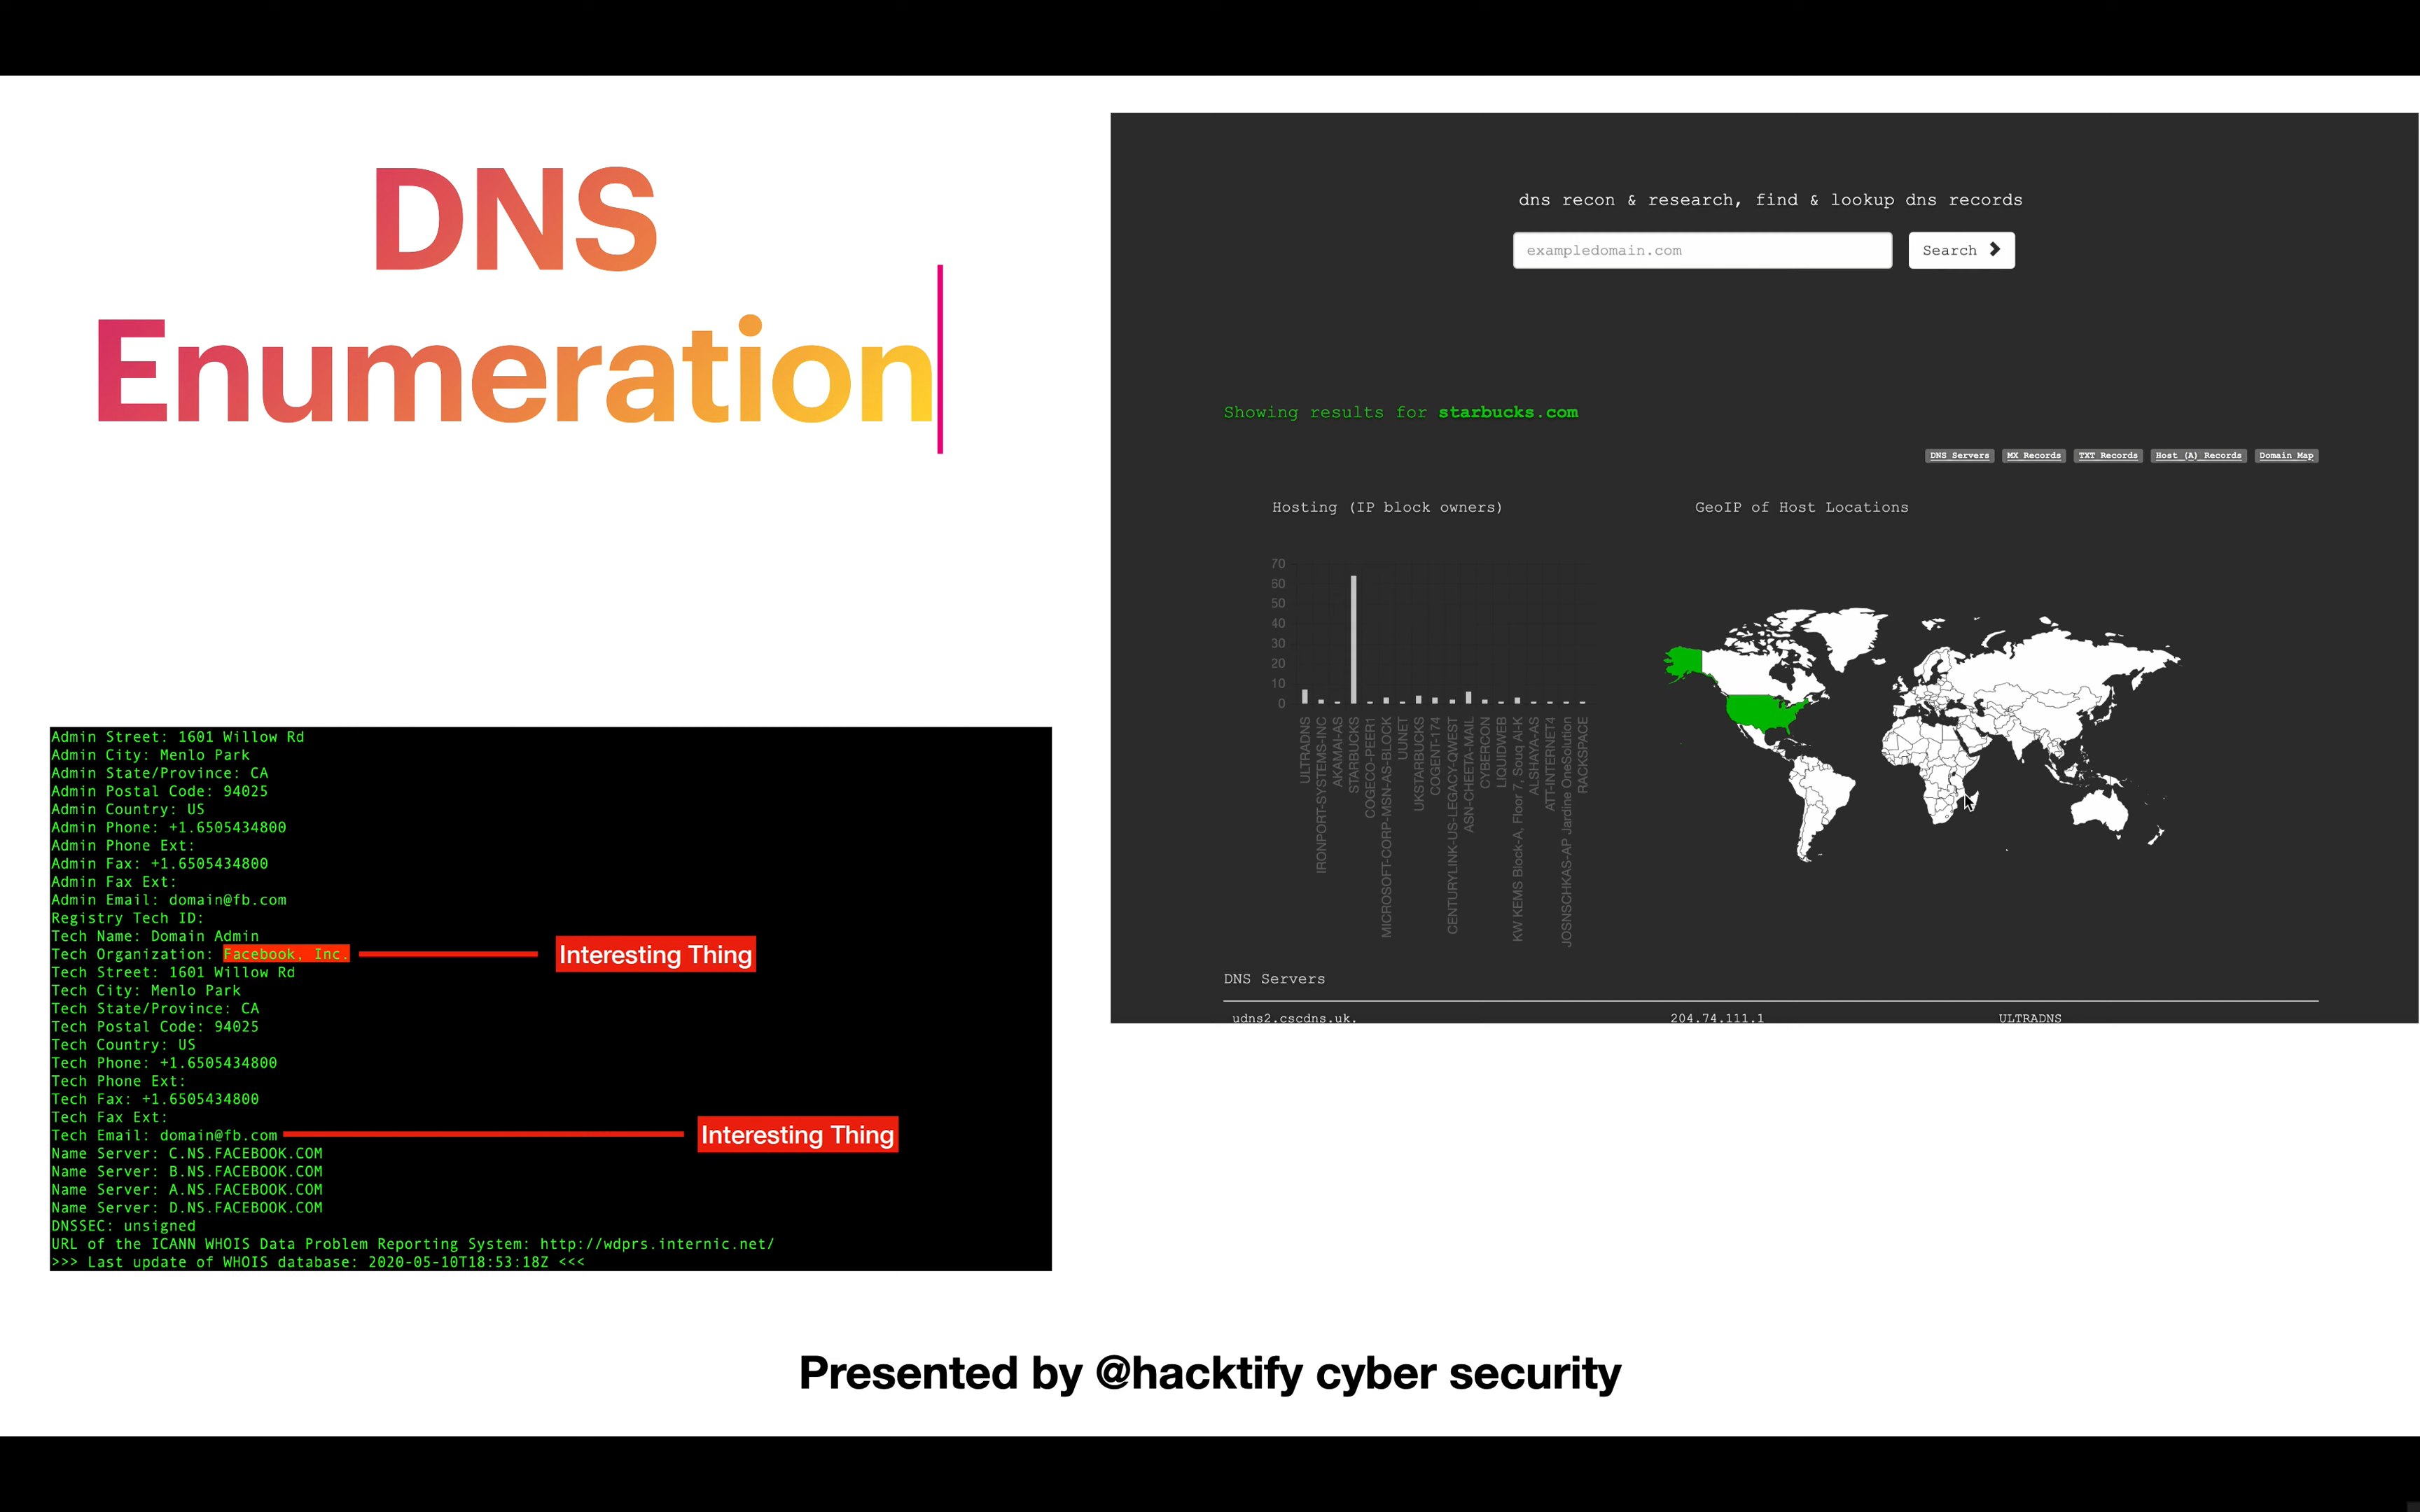 DNS
Enumeration
dns recon & research, find & lookup dns records
exampledomain.com
Search
Showing results for starbucks.com
DNS Servers
MX Records
TXT Records
Host (A) Records
Domain Map
Hosting (IP block owners)
GeoIP of Host Locations
70
60
50
40
30
20
10
0
ULTRADNS
IRONPORT-SYSTEMS-INC
AKAMAI-AS
STARBUCKS
COGECO-PEER1
MICROSOFT-CORP-MSN-AS-BLOCK
UUNET
UKSTARBUCKS
COGENT-174
CENTURYLINK-US-LEGACY-QWEST
ASN-CHEETA-MAIL
CYBERCON
LIQUIDWEB
KW KEMS Block-A, Floor 7, Souq Al-K
ALSHAYA-AS
ATT-INTERNET4
JOSNSCHKAS-AP Jardine OneSolution
RACKSPACE
DNS Servers
udns2.cscdns.uk.
204.74.111.1
ULTRADNS
Admin Street: 1601 Willow Rd
Admin City: Menlo Park
Admin State/Province: CA
Admin Postal Code: 94025
Admin Country: US
Admin Phone: +1.6505434800
Admin Phone Ext:
Admin Fax: +1.6505434800
Admin Fax Ext:
Admin Email: domain@fb.com
Registry Tech ID:
Tech Name: Domain Admin
Tech Organization: Facebook, Inc.
Interesting Thing
Tech Street: 1601 Willow Rd
Tech City: Menlo Park
Tech State/Province: CA
Tech Postal Code: 94025
Tech Country: US
Tech Phone: +1.6505434800
Tech Phone Ext:
Tech Fax: +1.6505434800
Tech Fax Ext:
Tech Email: domain@fb.com
Interesting Thing
Name Server: C.NS.FACEBOOK.COM
Name Server: B.NS.FACEBOOK.COM
Name Server: A.NS.FACEBOOK.COM
Name Server: D.NS.FACEBOOK.COM
DNSSEC: unsigned
URL of the ICANN WHOIS Data Problem Reporting System: http://wdprs.internic.net/
>>> Last update of WHOIS database: 2020-05-10T18:53:18Z <<<
Presented by @hacktify cyber security